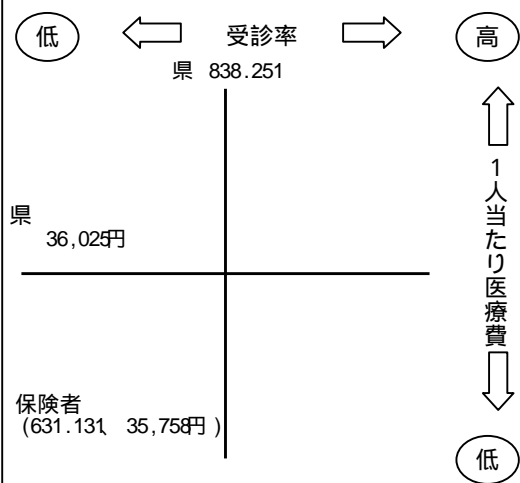 低 受診率 高
県 838.251
1人当たり医療費
県
36,025円
保険者
(631.131、 35,758円 )
低